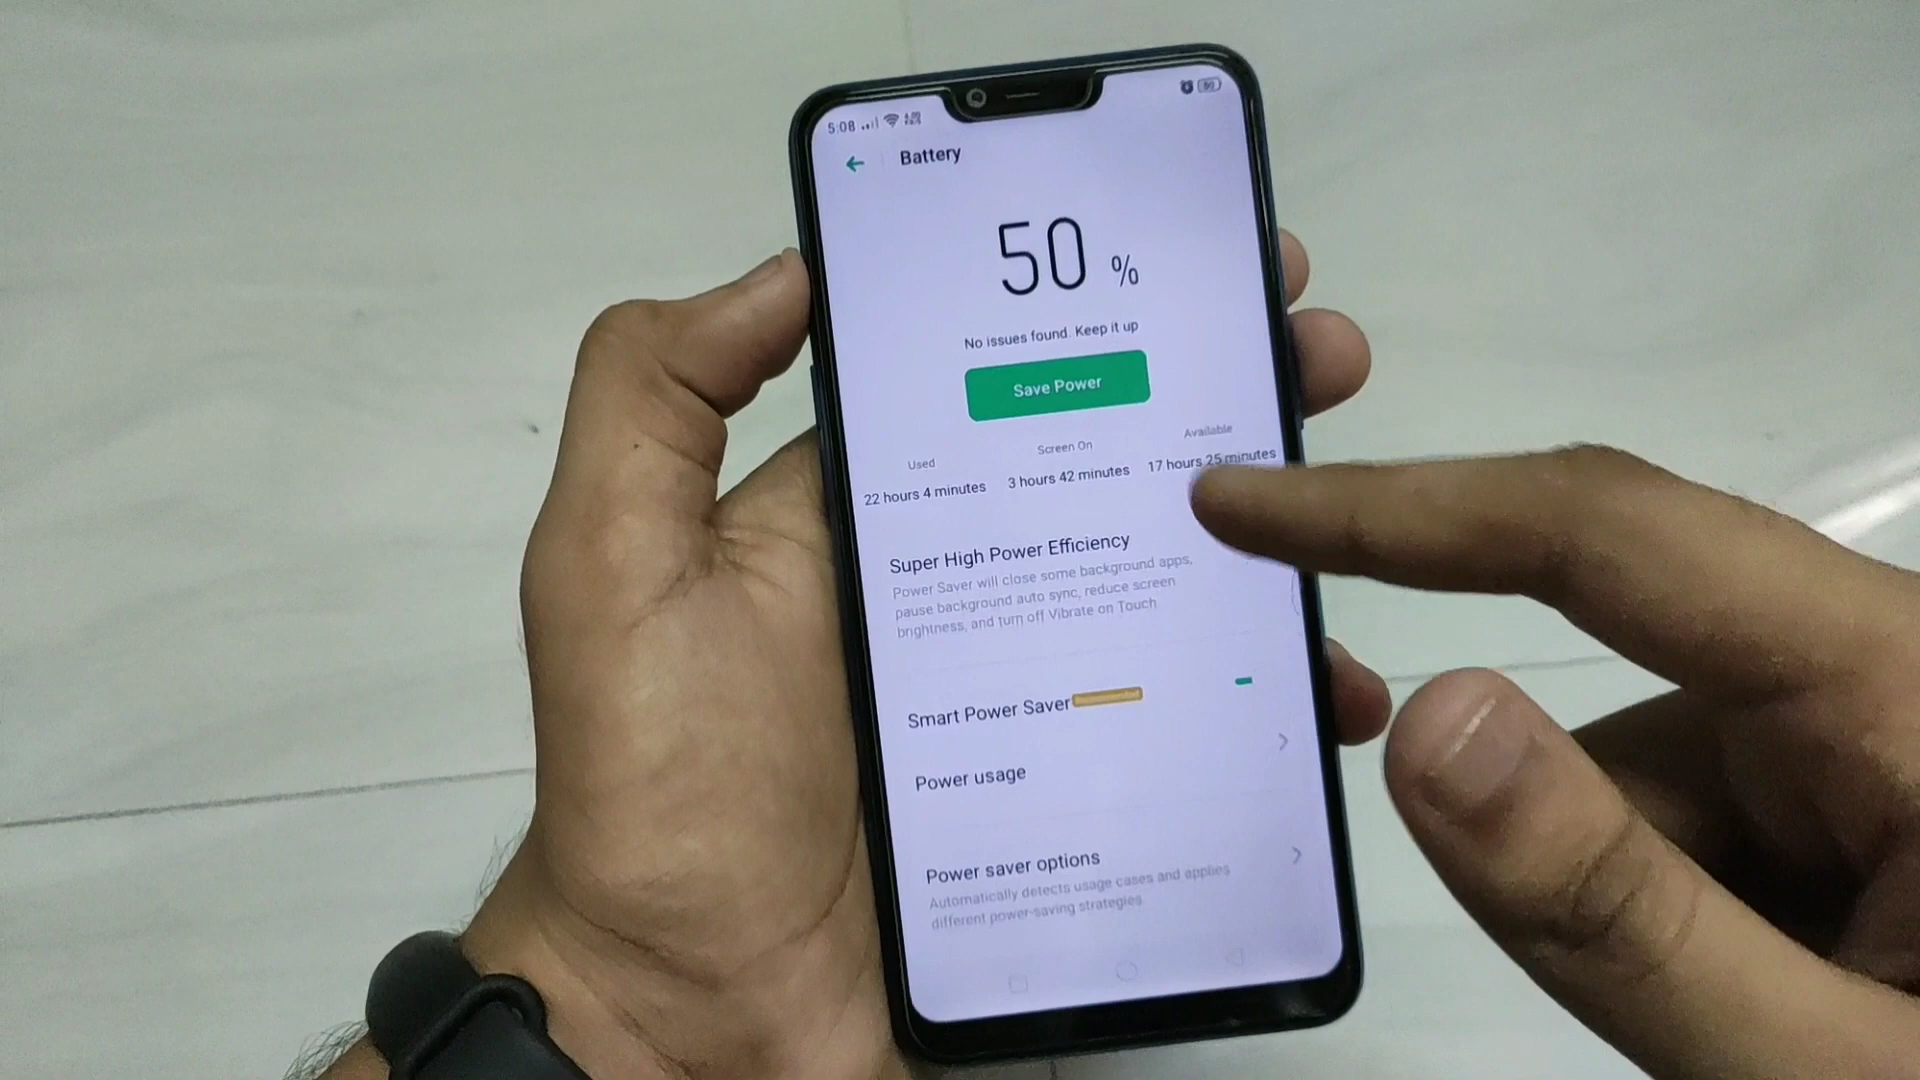 5:08
50
Battery
50 %
No issues found. Keep it up
Save Power
Used
Screen On
Available
22 hours 4 minutes
3 hours 42 minutes
17 hours 25 minutes
Super High Power Efficiency
Power Saver will close some background apps,
pause background auto sync, reduce screen
brightness, and turn off Vibrate on Touch
Smart Power Saver Recommended
Power usage
Power saver options
Automatically detects usage cases and applies
different power-saving strategies